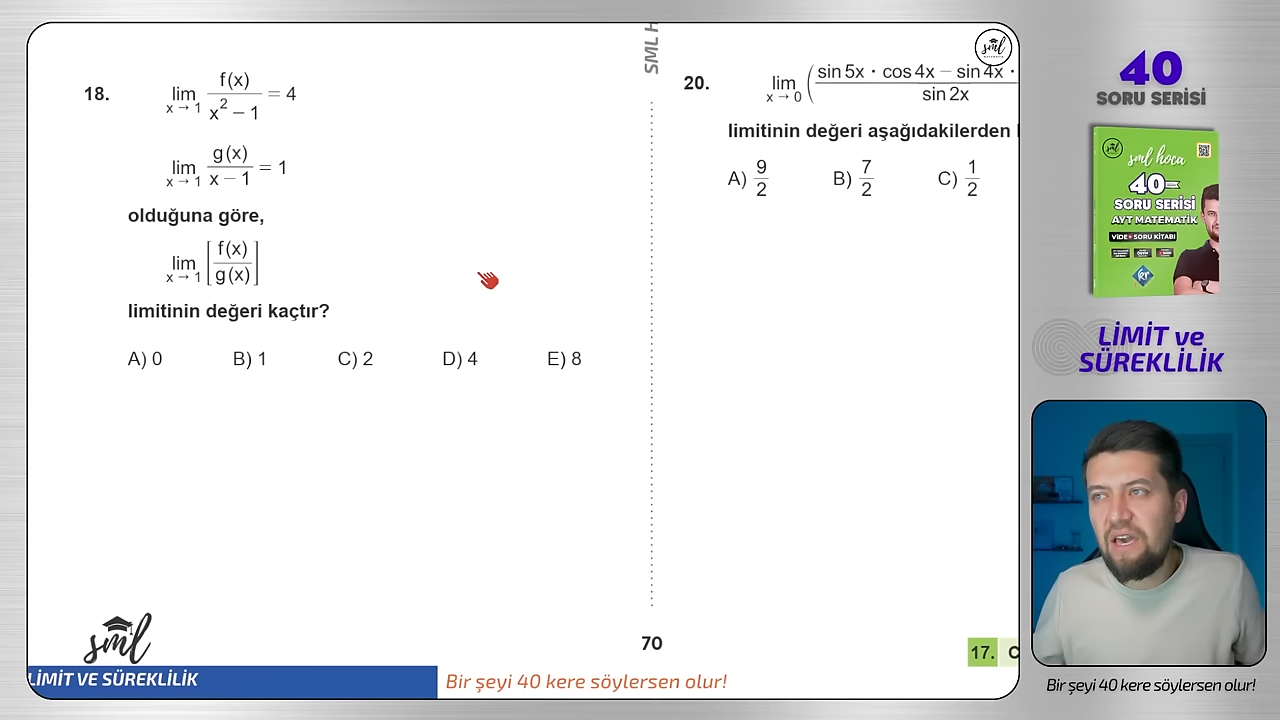 18.
lim x → 1 f(x) / x² − 1 = 4
lim x → 1 g(x) / x − 1 = 1
olduğuna göre,
lim x → 1 [f(x) / g(x)]
limitinin değeri kaçtır?
A) 0 B) 1 C) 2 D) 4 E) 8
SML H
sml
20.
lim x → 0 (sin 5x · cos 4x − sin 4x · / sin 2x
limitinin değeri aşağıdakilerden
A) 9/2 B) 7/2 C) 1/2
sml
70
17. C
LİMİT VE SÜREKLİLİK
Bir şeyi 40 kere söylersen olur!
40
SORU SERİSİ
sml
sml hoca
40
SORU SERİSİ
AYT MATEMATİK
VİDEO SORU KİTABI
kr
LİMİT ve
SÜREKLİLİK
Bir şeyi 40 kere söylersen olur!